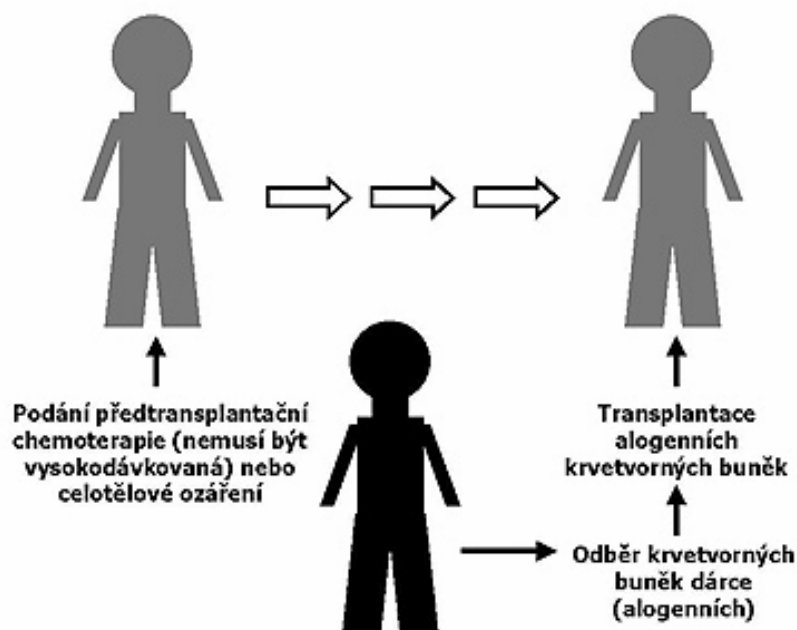 Podání předtransplantační
chemoterapie (nemusí být
vysokodávkovaná) nebo
celotělové ozáření
Transplantace
alogenních
krvetvorných buněk
Odběr krvetvorných
buněk dárce
(alogenních)